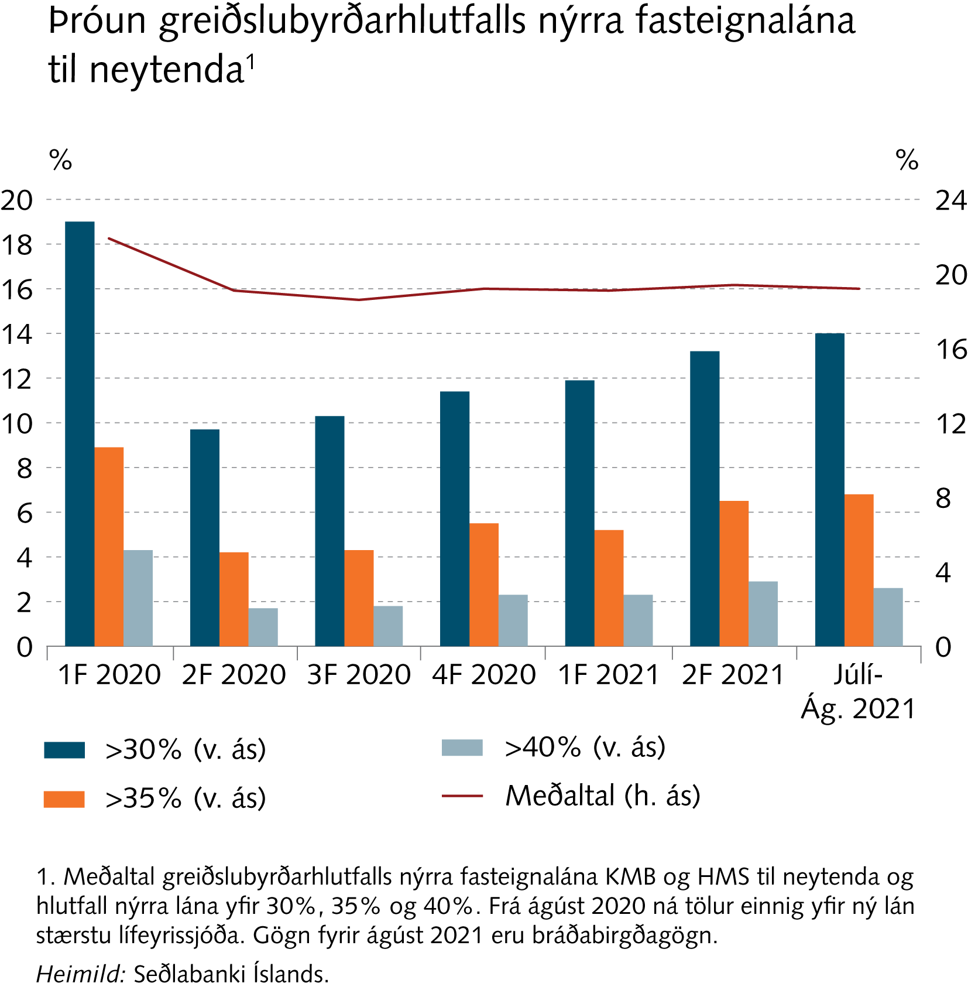 Þróun greiðslubyrðarhlutfalls nýrra fasteignalána
til neytenda¹
% %
20 24
18
16 20
14
12 16
10 12
8
6 8
4 4
2
0 0
1F 2020 2F 2020 3F 2020 4F 2020 1F 2021 2F 2021 Júlí-
Ág. 2021
>30% (v. ás) >40% (v. ás)
>35% (v. ás) Meðaltal (h. ás)
1. Meðaltal greiðslubyrðarhlutfalls nýrra fasteignalána KMB og HMS til neytenda og
hlutfall nýrra lána yfir 30%, 35% og 40%. Frá ágúst 2020 ná tölur einnig yfir ný lán
stærstu lífeyrissjóða. Gögn fyrir ágúst 2021 eru bráðabirgðagögn.
Heimild: Seðlabanki Íslands.